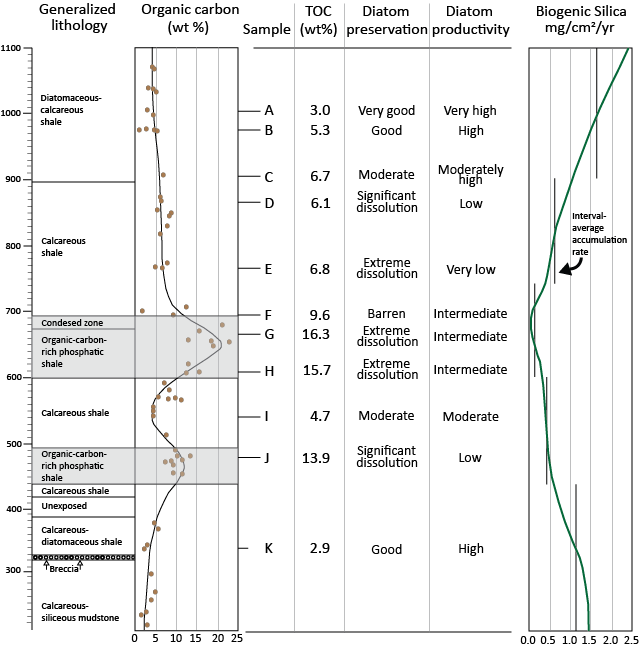 Generalized
lithology
Organic carbon
(wt %)
Sample
TOC
(wt%)
Diatom
preservation
Diatom
productivity
Biogenic Silica
mg/cm²/yr
1100
1000
900
800
700
600
500
400
300
Diatomaceous-
calcareous
shale
Calcareous
shale
Condesed zone
Organic-carbon-
rich phosphatic
shale
Calcareous shale
Organic-carbon-
rich phosphatic
shale
Calcareous shale
Unexposed
Calcareous-
diatomaceous shale
Breccia
Calcareous-
siliceous mudstone
0 5 10 15 20 25
A 3.0 Very good Very high
B 5.3 Good High
C 6.7 Moderate Moderately
high
D 6.1 Significant
dissolution Low
E 6.8 Extreme
dissolution Very low
F 9.6 Barren Intermediate
G 16.3 Extreme
dissolution Intermediate
H 15.7 Extreme
dissolution Intermediate
I 4.7 Moderate Moderate
J 13.9 Significant
dissolution Low
K 2.9 Good High
Interval-
average
accumulation
rate
0.0 0.5 1.0 1.5 2.0 2.5